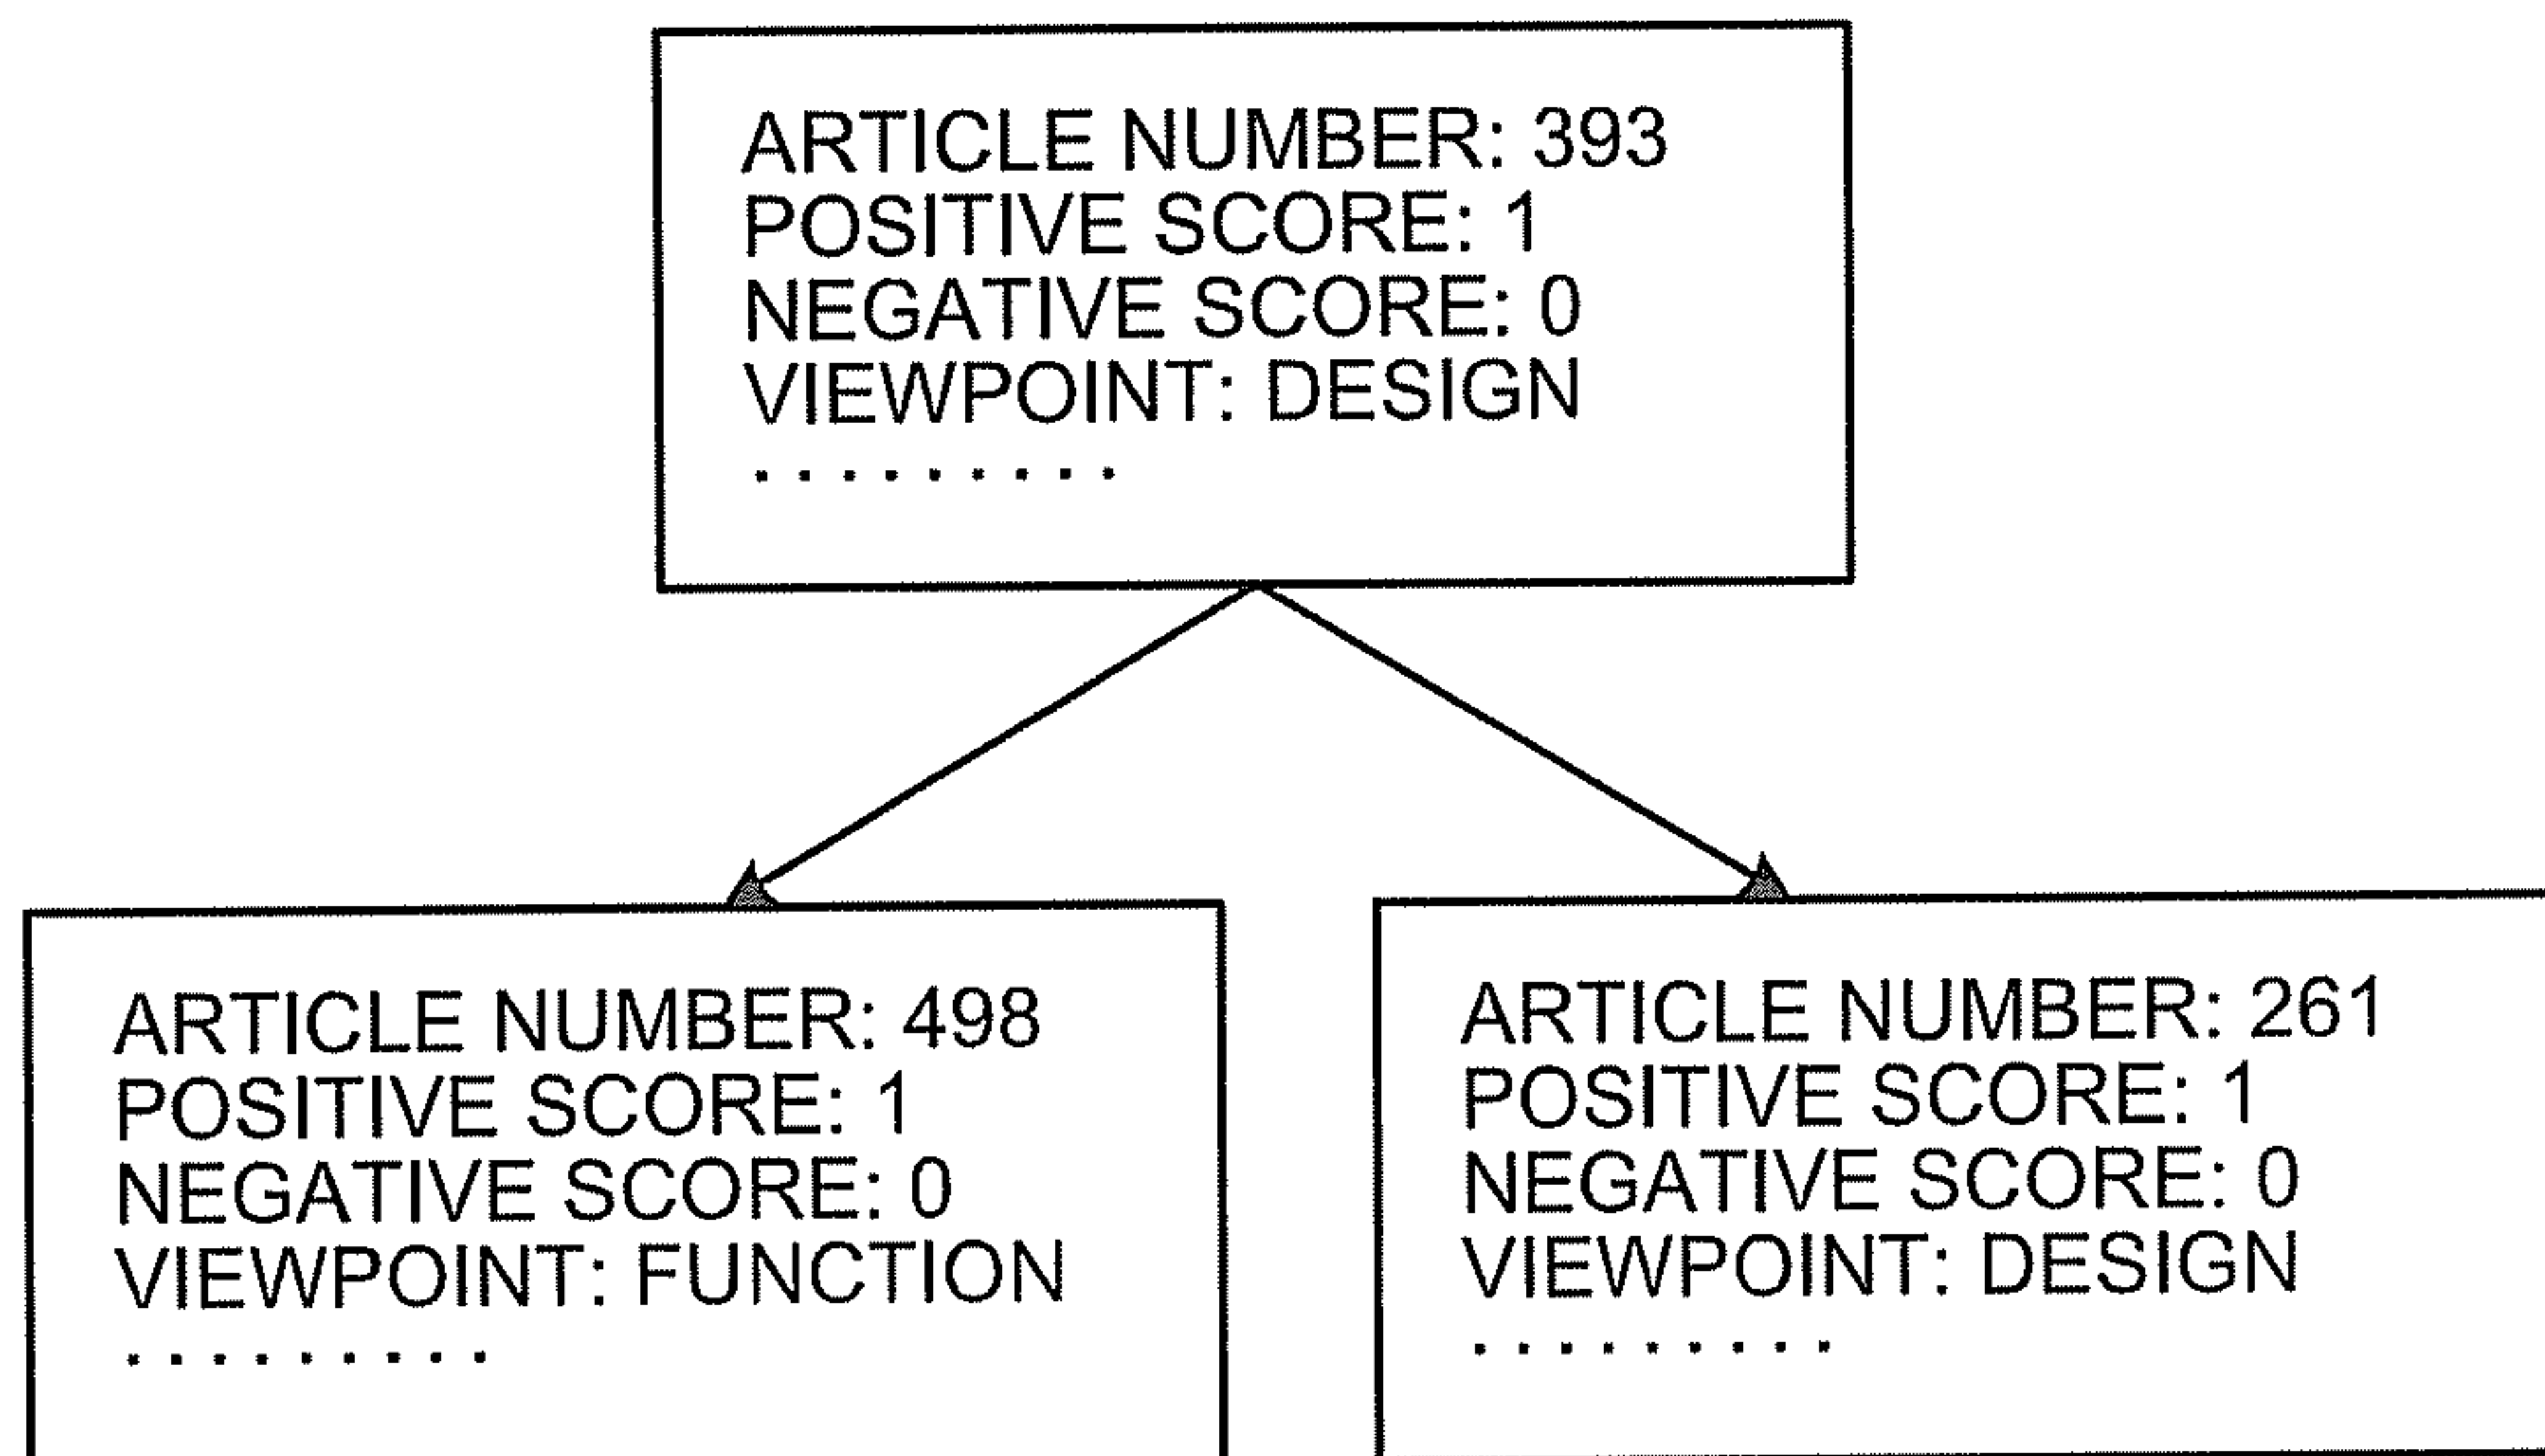 ARTICLE NUMBER: 393
POSITIVE SCORE: 1
NEGATIVE SCORE: 0
VIEWPOINT: DESIGN
. . . . . . . . .
ARTICLE NUMBER: 498
POSITIVE SCORE: 1
NEGATIVE SCORE: 0
VIEWPOINT: FUNCTION
. . . . . . . . .
ARTICLE NUMBER: 261
POSITIVE SCORE: 1
NEGATIVE SCORE: 0
VIEWPOINT: DESIGN
. . . . . . . . .